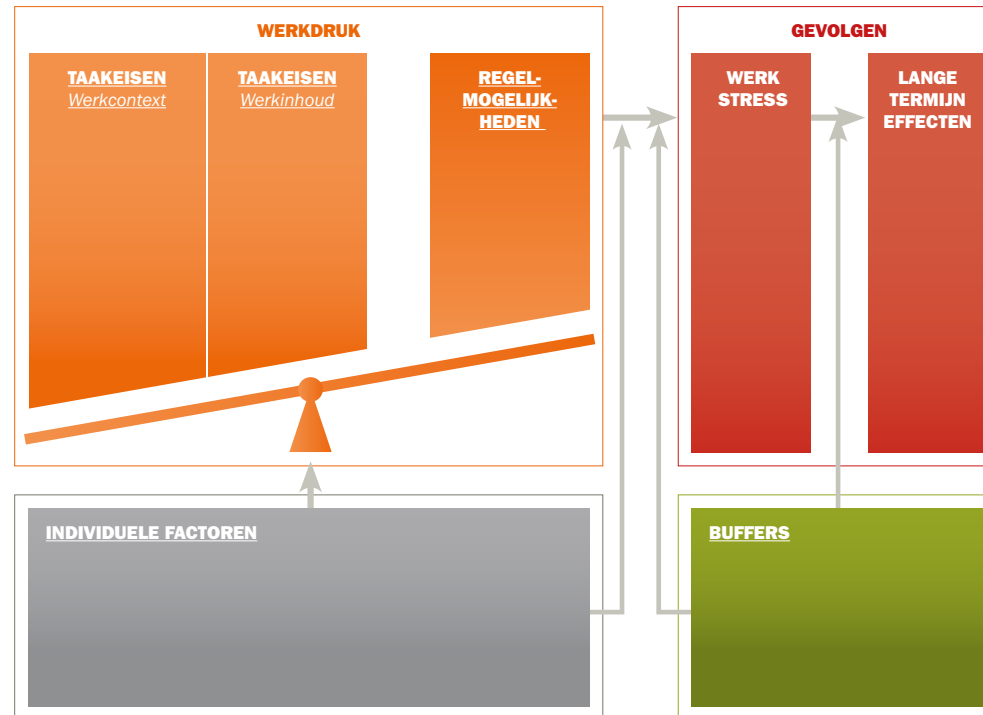 WERKDRUK
TAAKEISEN
Werkcontext
TAAKEISEN
Werkinhoud
REGEL-
MOGELIJK-
HEDEN
GEVOLGEN
WERK
STRESS
LANGE
TERMIJN
EFFECTEN
INDIVIDUELE FACTOREN
BUFFERS